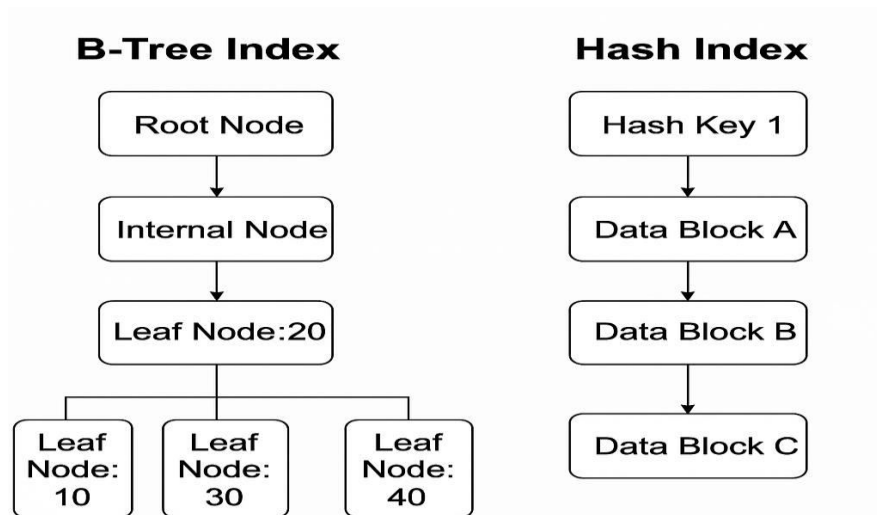 B-Tree Index
Root Node
Internal Node
Leaf Node:20
Leaf
Node:
10
Leaf
Node:
30
Leaf
Node:
40
Hash Index
Hash Key 1
Data Block A
Data Block B
Data Block C